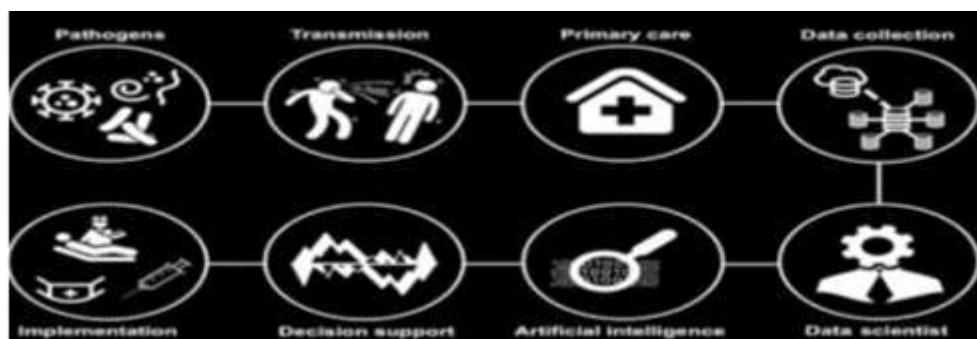 Pathogens
Transmission
Primary care
Data collection
Implementation
Decision support
Artificial intelligence
Data scientist